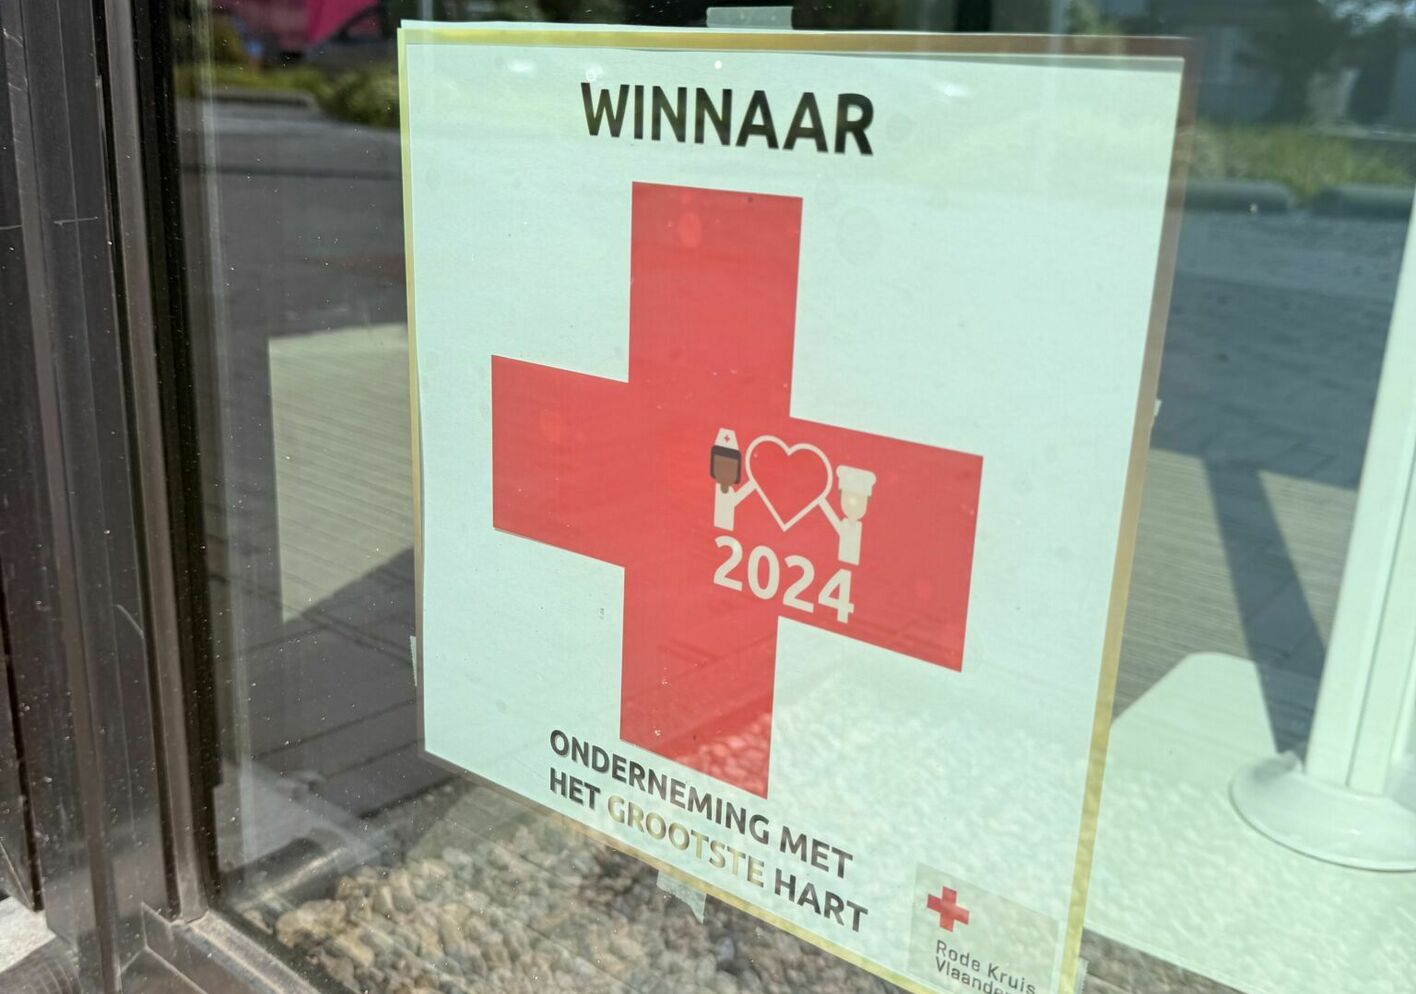 WINNAAR
2024
ONDERNEMING MET
HET GROOTSTE HART
Rode Kruis